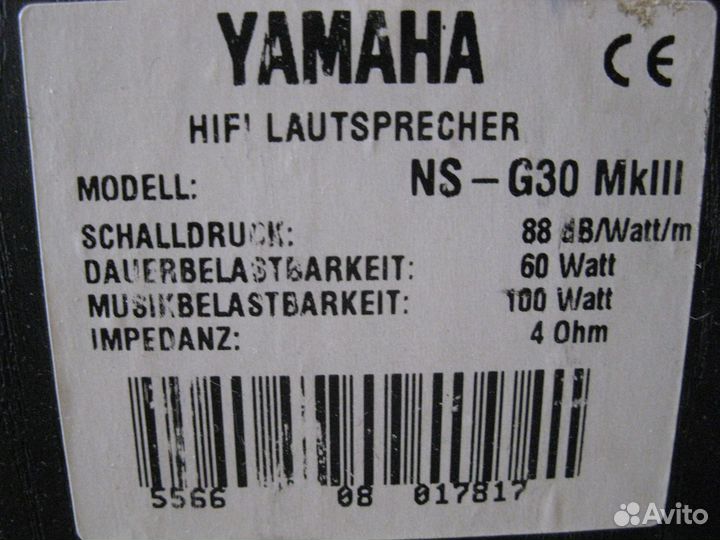 YAMAHA CE
HIFI LAUTSPRECHER
MODELL: NS – G30 MkIII
SCHALLDRUCK: 88 dB/Watt/m
DAUERBELASTBARKEIT: 60 Watt
MUSIKBELASTBARKEIT: 100 Watt
IMPEDANZ: 4 Ohm
5566 08 017817
Avito